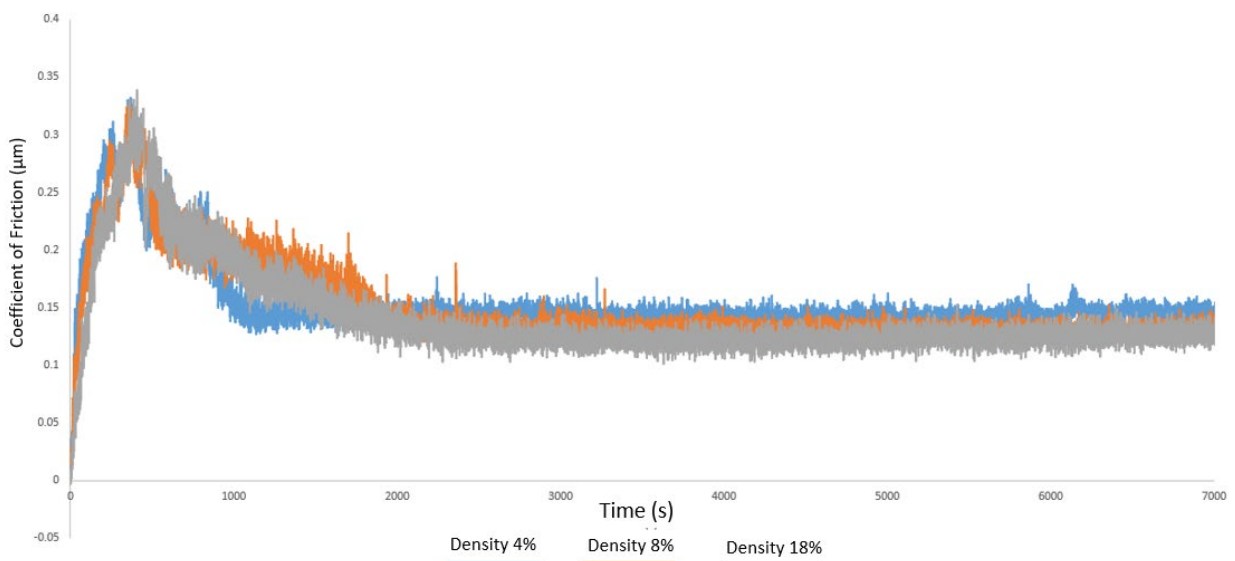 0.4
0.35
0.3
0.25
0.2
0.15
0.1
0.05
0
-0.05
Coefficient of Friction (µm)
0 1000 2000 3000 4000 5000 6000 7000
Time (s)
Density 4% Density 8% Density 18%